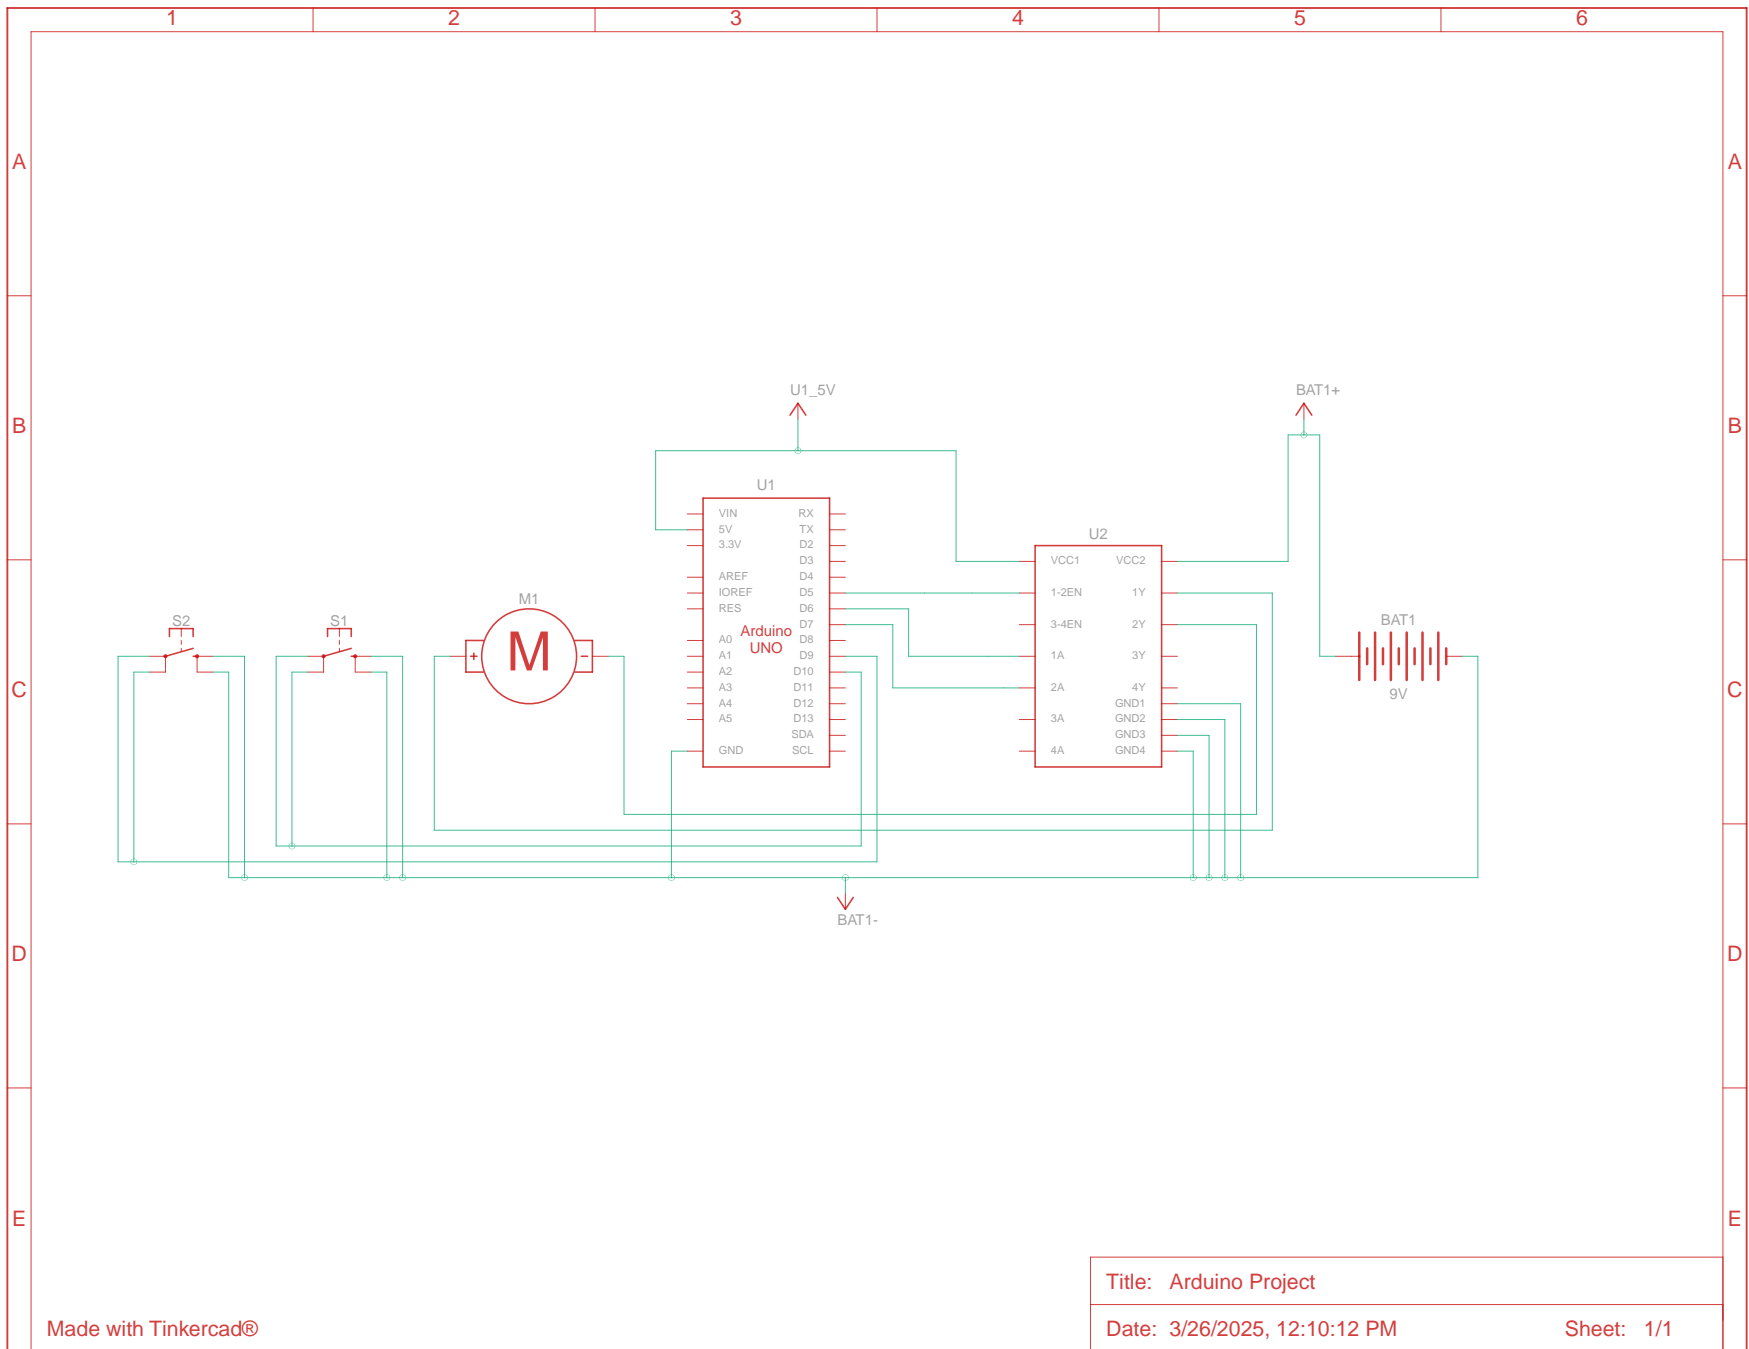 1 2 3 4 5 6
A A
U1_5V BAT1+
B B
U1
VIN RX
5V TX
3.3V D2
D3
AREF D4
IOREF D5
RES D6
D7
A0 D8
A1 D9
A2 D10
A3 D11
A4 D12
A5 D13
SDA
GND SCL
Arduino
UNO
U2
VCC1 VCC2
1-2EN 1Y
3-4EN 2Y
1A 3Y
2A 4Y
GND1
3A GND2
GND3
4A GND4
S2 S1 M1
+ M -
BAT1
9V
C C
BAT1-
D D
E E
Title: Arduino Project
Made with Tinkercad®
Date: 3/26/2025, 12:10:12 PM Sheet: 1/1